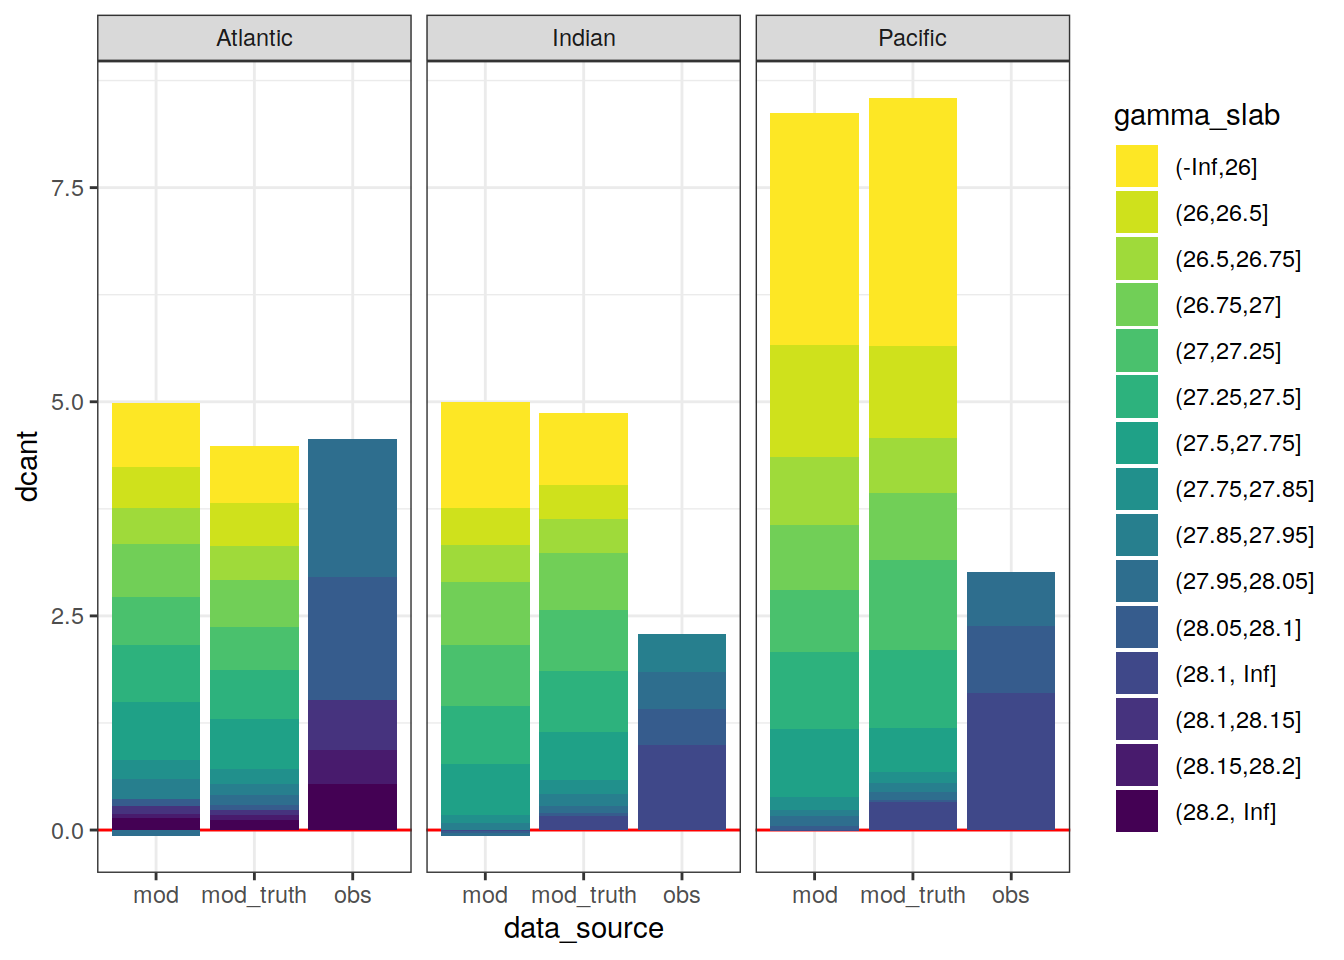 Atlantic
Indian
Pacific
7.5
5.0
2.5
0.0
dcant
mod
mod_truth
obs
mod
mod_truth
obs
mod
mod_truth
obs
data_source
gamma_slab
(-Inf,26]
(26,26.5]
(26.5,26.75]
(26.75,27]
(27,27.25]
(27.25,27.5]
(27.5,27.75]
(27.75,27.85]
(27.85,27.95]
(27.95,28.05]
(28.05,28.1]
(28.1, Inf]
(28.1,28.15]
(28.15,28.2]
(28.2, Inf]